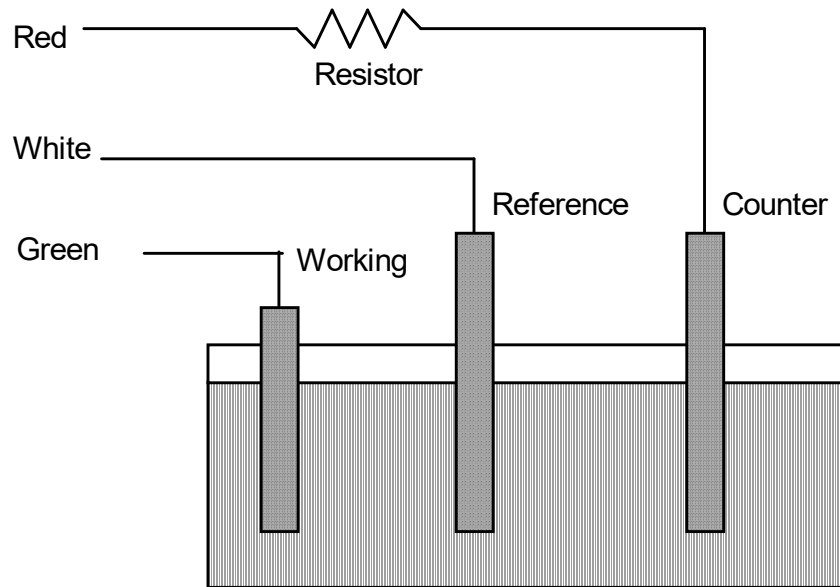 Red
Resistor
White
Reference
Counter
Green
Working